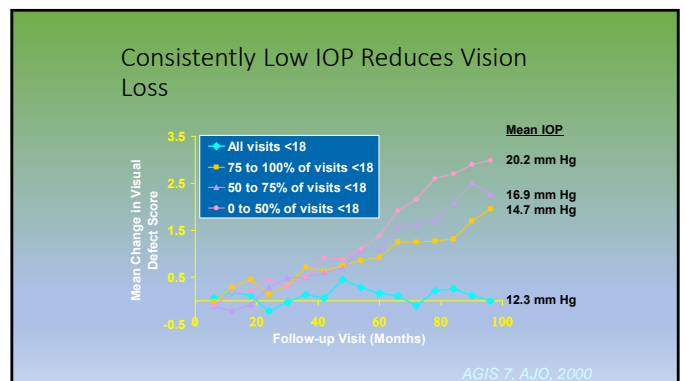 Consistently Low IOP Reduces Vision
Loss
Mean IOP
3.5
All visits <18
75 to 100% of visits <18
50 to 75% of visits <18
0 to 50% of visits <18
20.2 mm Hg
2.5
16.9 mm Hg
14.7 mm Hg
Mean Change in Visual
Defect Score
1.5
0.5
12.3 mm Hg
-0.5
0
20
40
60
80
100
Follow-up Visit (Months)
AGIS 7, AJO, 2000